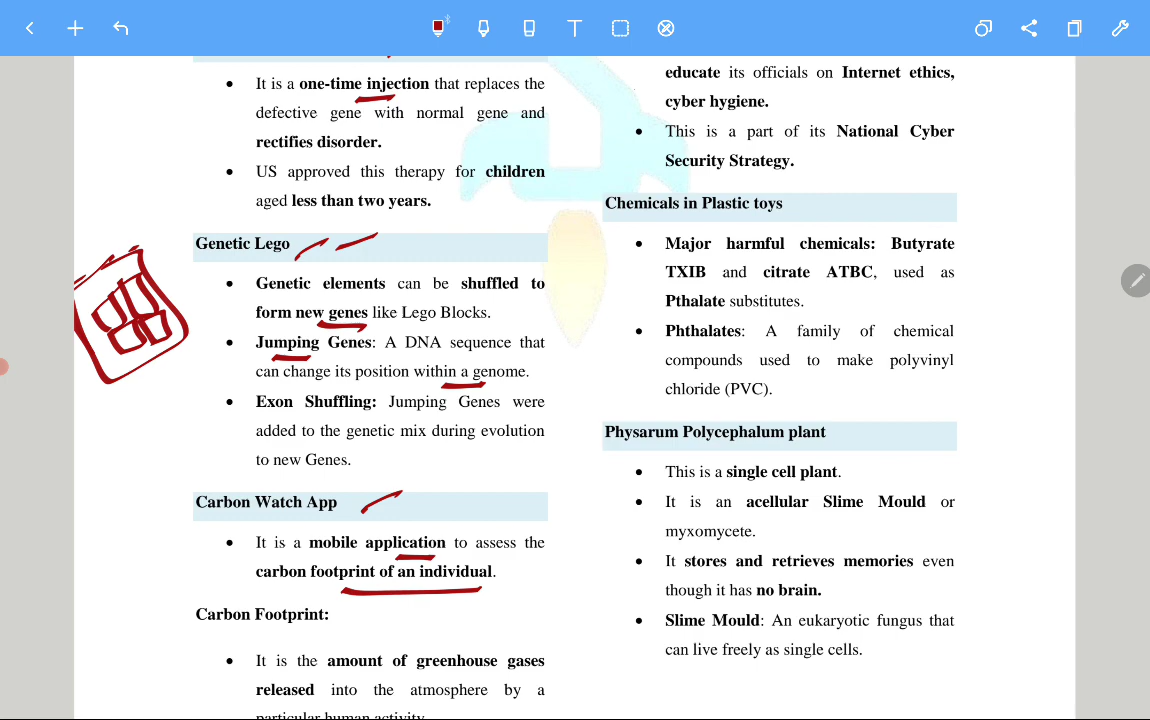 It is a one-time injection that replaces the
defective gene with normal gene and
rectifies disorder.
US approved this therapy for children
aged less than two years.
Genetic Lego
Genetic elements can be shuffled to
form new genes like Lego Blocks.
Jumping Genes: A DNA sequence that
can change its position within a genome.
Exon Shuffling: Jumping Genes were
added to the genetic mix during evolution
to new Genes.
Carbon Watch App
It is a mobile application to assess the
carbon footprint of an individual.
Carbon Footprint:
It is the amount of greenhouse gases
released into the atmosphere by a
particular human activity.
educate its officials on Internet ethics,
cyber hygiene.
This is a part of its National Cyber
Security Strategy.
Chemicals in Plastic toys
Major harmful chemicals: Butyrate
TXIB and citrate ATBC, used as
Pthalate substitutes.
Phthalates: A family of chemical
compounds used to make polyvinyl
chloride (PVC).
Physarum Polycephalum plant
This is a single cell plant.
It is an acellular Slime Mould or
myxomycete.
It stores and retrieves memories even
though it has no brain.
Slime Mould: An eukaryotic fungus that
can live freely as single cells.